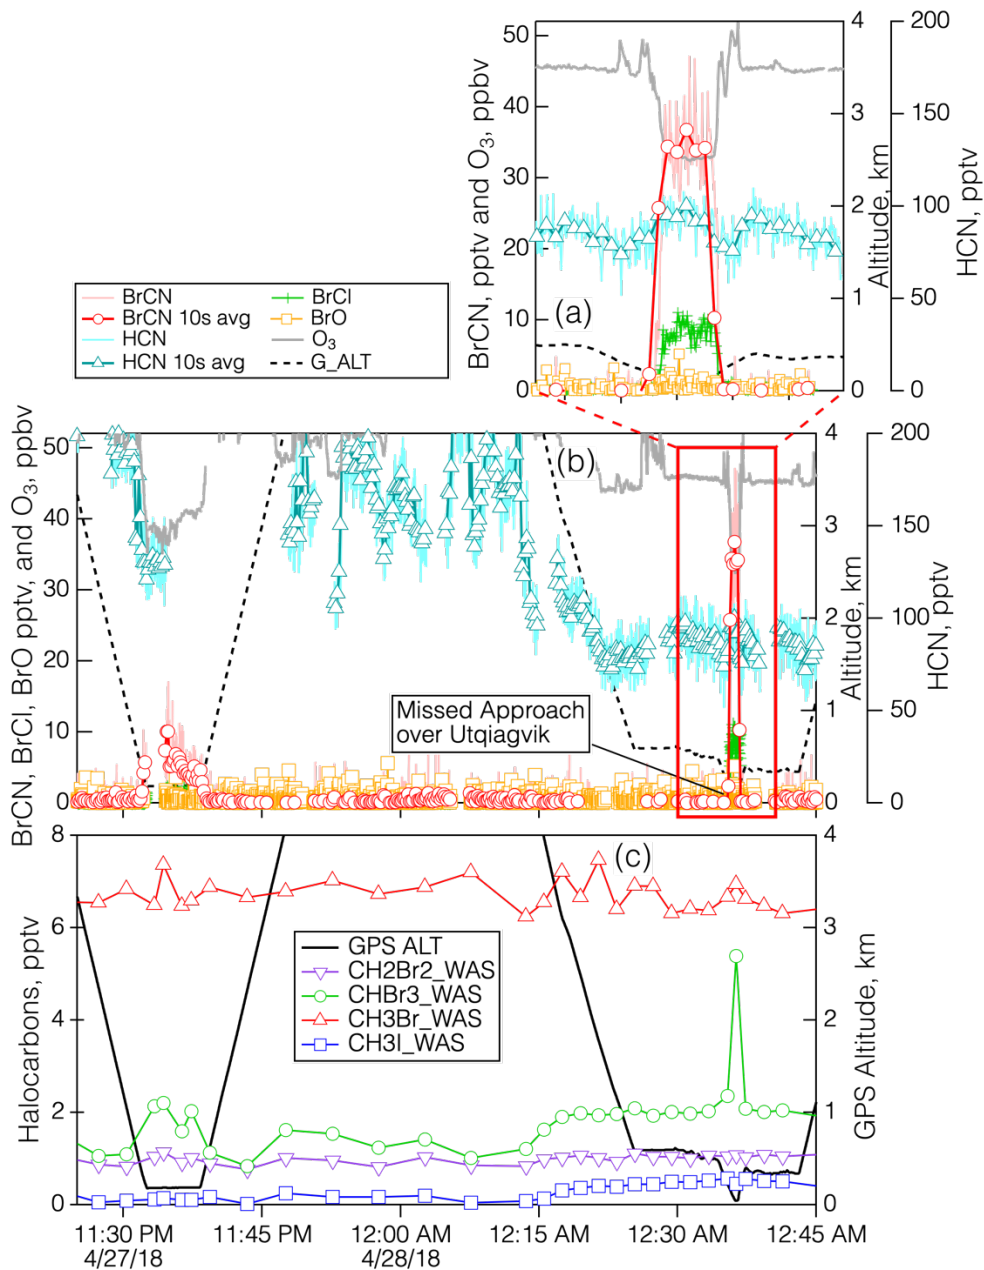 50
40
30
20
10
0
BrCN, pptv and O3, ppbv
(a)
4
3
2
1
0
Altitude, km
200
150
100
50
0
HCN, pptv
BrCN
BrCN 10s avg
HCN
HCN 10s avg
BrCl
BrO
O3
G_ALT
50
40
30
20
10
0
BrCN, BrCl, BrO pptv, and O3, ppbv
(b)
Missed Approach
over Utqiagvik
4
3
2
1
0
Altitude, km
200
150
100
50
0
HCN, pptv
8
6
4
2
0
Halocarbons, pptv
(c)
GPS ALT
CH2Br2_WAS
CHBr3_WAS
CH3Br_WAS
CH3I_WAS
4
3
2
1
0
GPS Altitude, km
11:30 PM 11:45 PM 12:00 AM 12:15 AM 12:30 AM 12:45 AM
4/27/18 4/28/18